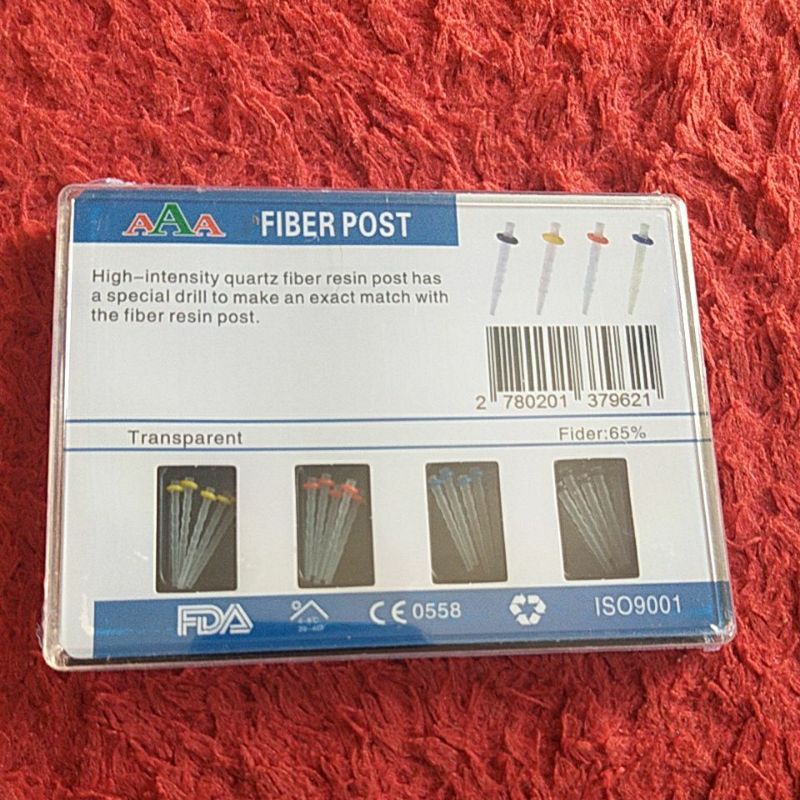 AAA FIBER POST
High-intensity quartz fiber resin post has
a special drill to make an exact match with
the fiber resin post.
2 780201 379621
Transparent
Fider:65%
FDA
CE 0558
ISO9001